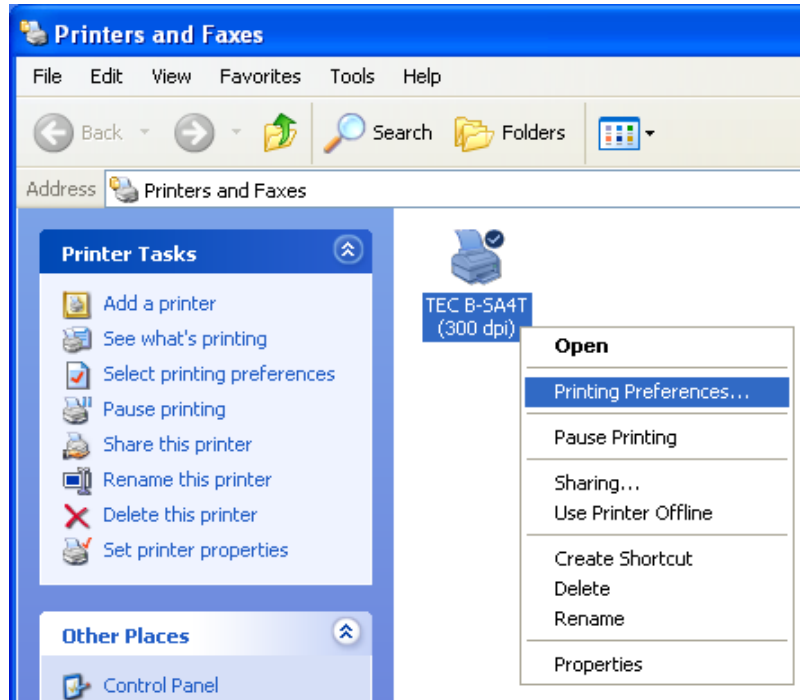 Printers and Faxes
File Edit View Favorites Tools Help
Back Search Folders
Address Printers and Faxes
Printer Tasks
Add a printer
See what's printing
Select printing preferences
Pause printing
Share this printer
Rename this printer
Delete this printer
Set printer properties
Other Places
Control Panel
TEC B-SA4T
(300 dpi)
Open
Printing Preferences...
Pause Printing
Sharing...
Use Printer Offline
Create Shortcut
Delete
Rename
Properties